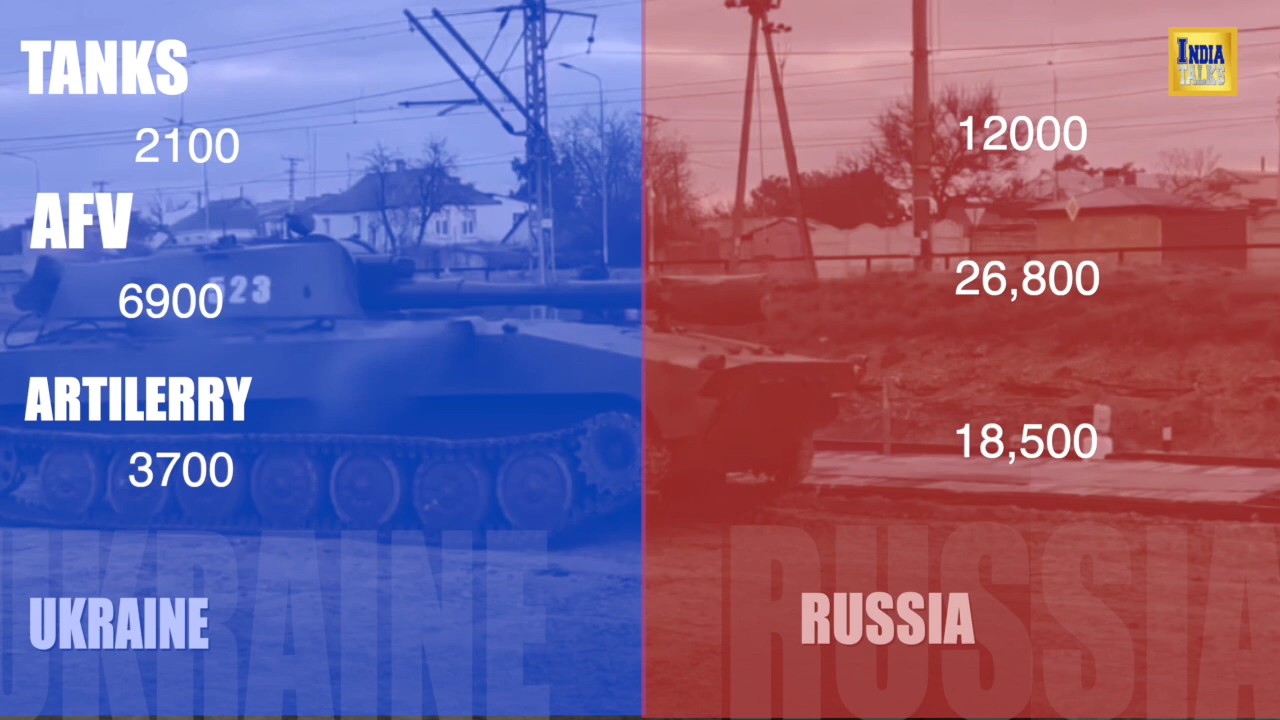 TANKS
2100
12000
AFV
6900
26,800
523
ARTILERRY
3700
18,500
UKRAINE
RUSSIA
UKRAINE
RUSSIA
INDIA
TALKS